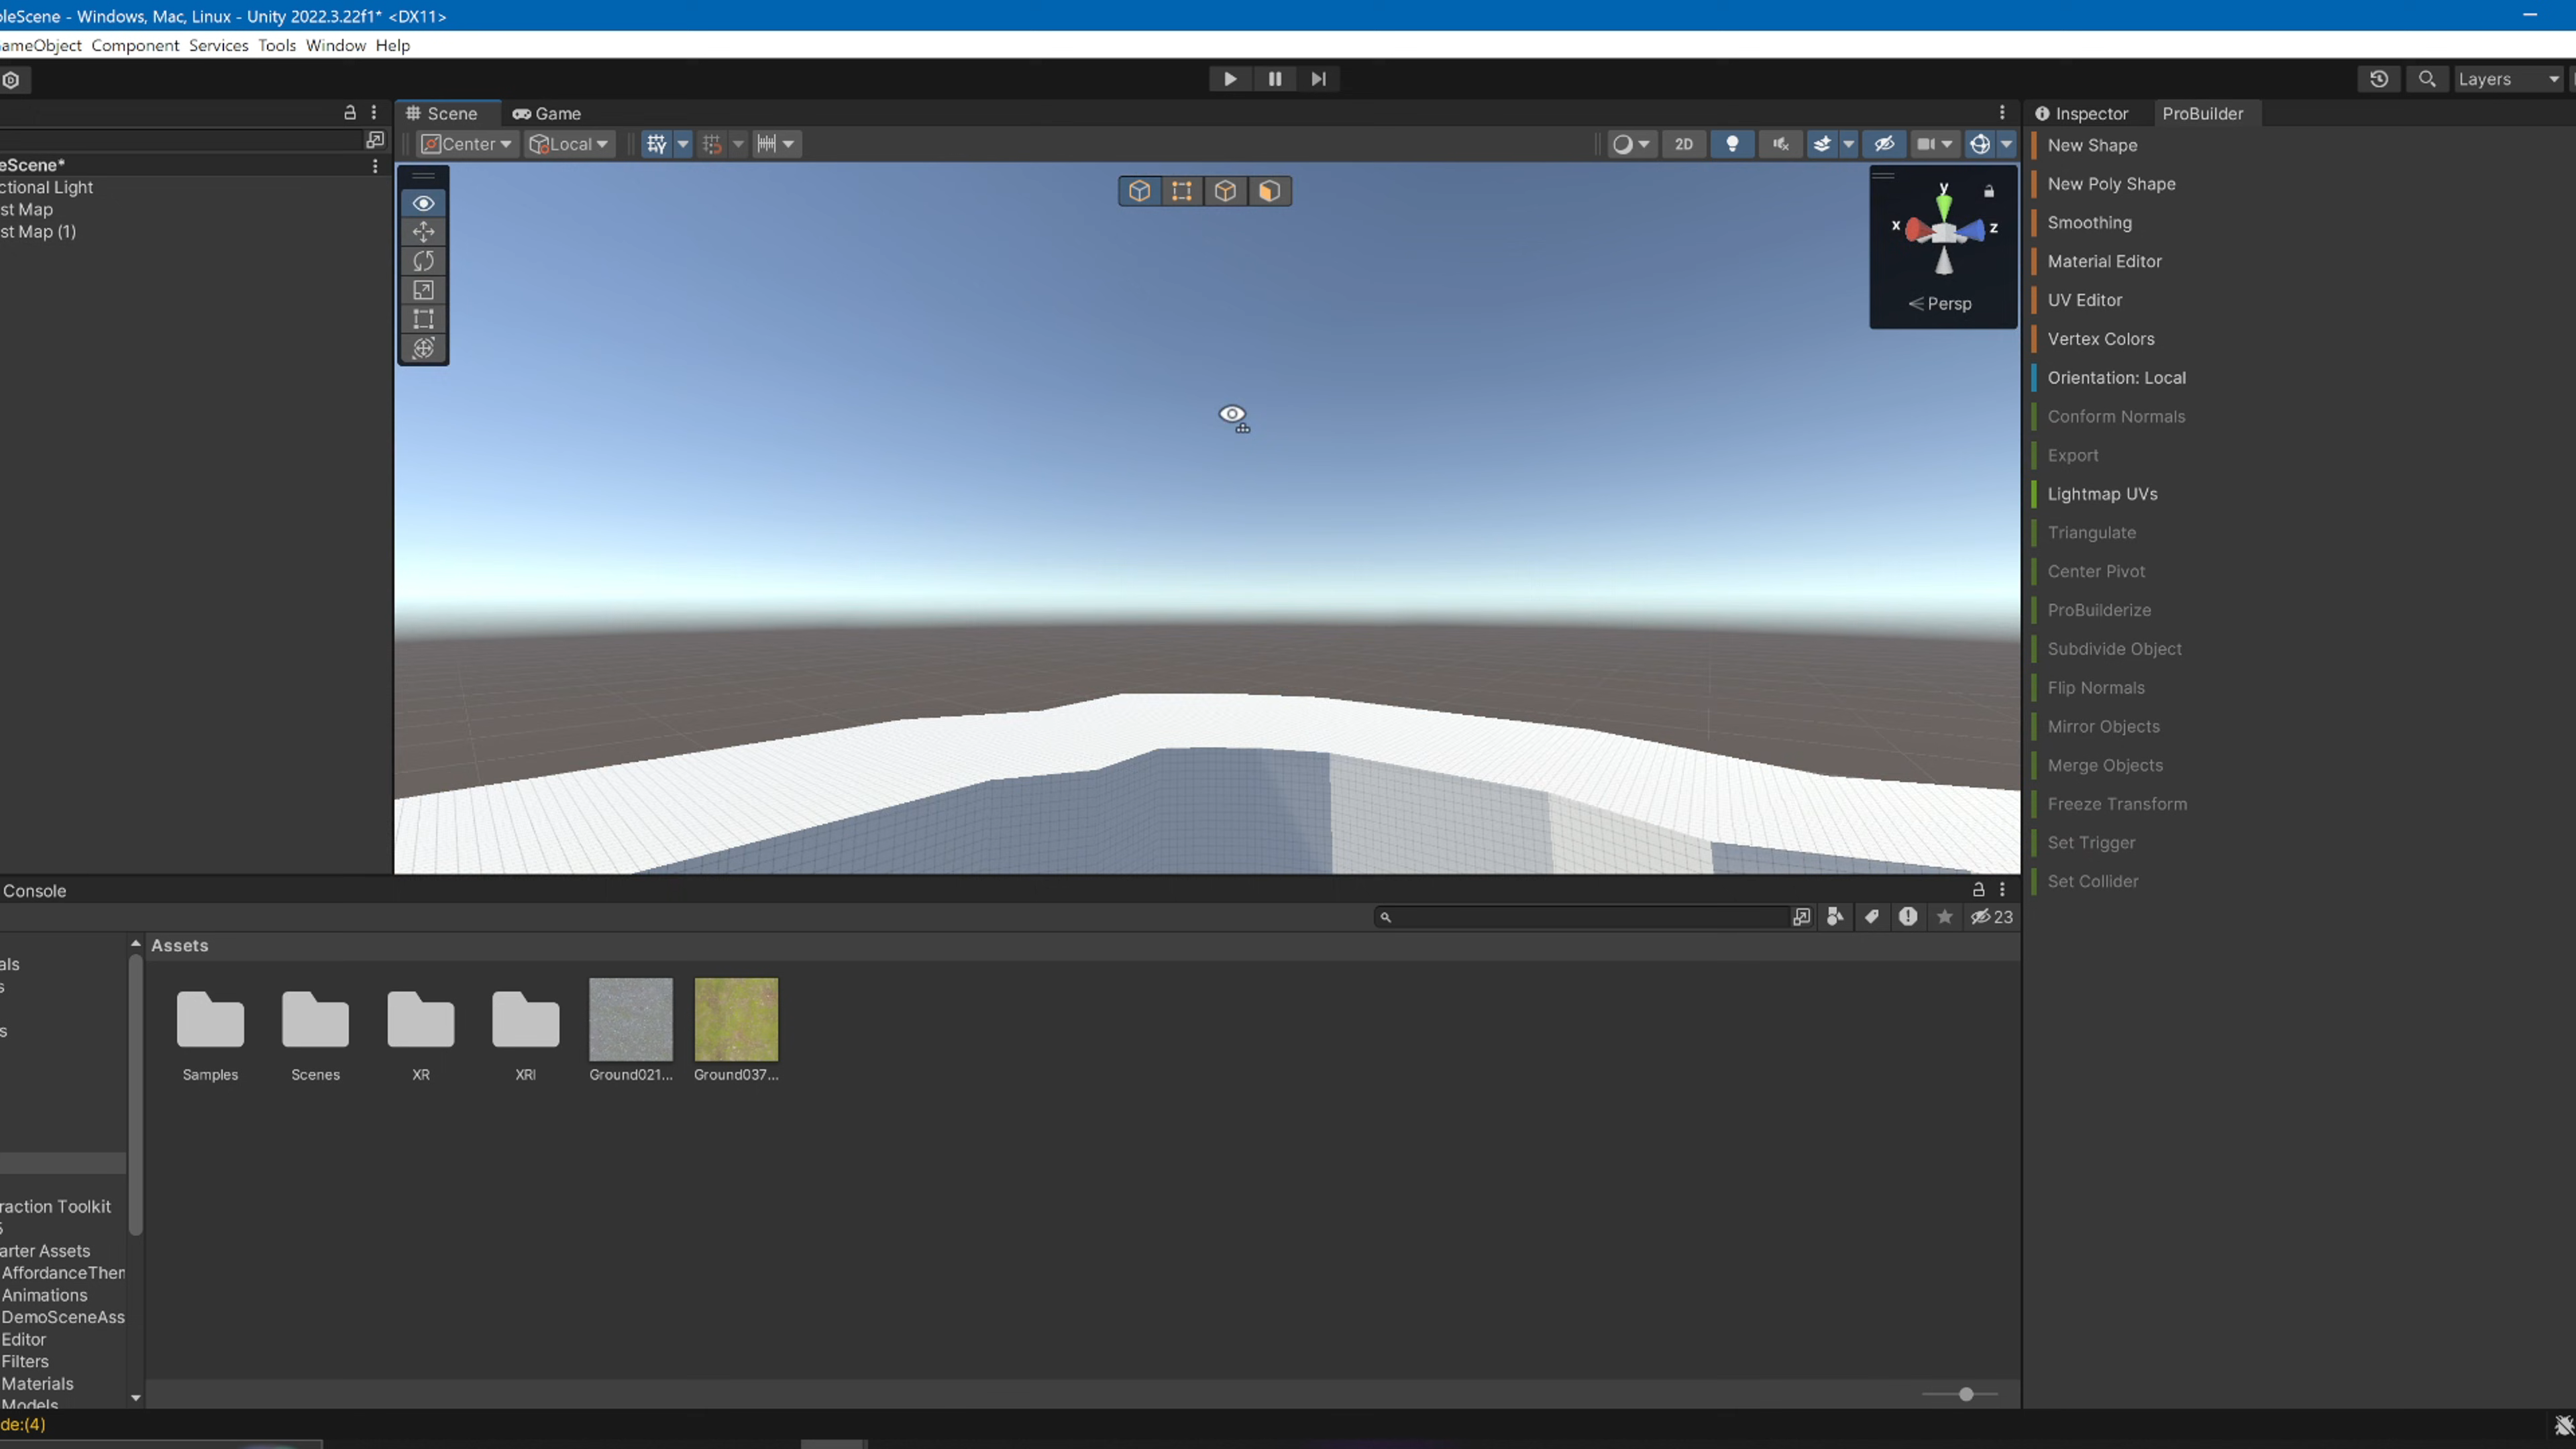 oleScene - Windows, Mac, Linux - Unity 2022.3.22f1* <DX11>
GameObject Component Services Tools Window Help
Layers
Scene Game
Inspector ProBuilder
Center Local 2D
eScene*
ctional Light
st Map
st Map (1)
y
x
z
Persp
New Shape
New Poly Shape
Smoothing
Material Editor
UV Editor
Vertex Colors
Orientation: Local
Conform Normals
Export
Lightmap UVs
Triangulate
Center Pivot
ProBuilderize
Subdivide Object
Flip Normals
Mirror Objects
Merge Objects
Freeze Transform
Set Trigger
Set Collider
Console
23
Assets
als
s
s
raction Toolkit
5
arter Assets
AffordanceThem
Animations
DemoSceneAss
Editor
Filters
Materials
Models
Samples
Scenes
XR
XRI
Ground021...
Ground037...
de:(4)